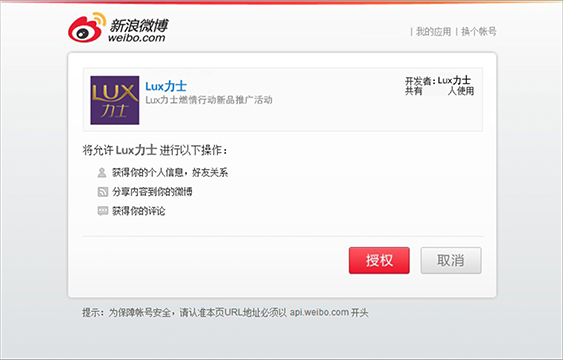 新浪微博
weibo.com
| 我的应用 | 换个帐号
LUX
力士
Lux力士
Lux力士燃情行动新品推广活动
开发者:Lux力士
共有 人使用
将允许 Lux力士 进行以下操作：
获得你的个人信息，好友关系
分享内容到你的微博
获得你的评论
授权
取消
提示：为保障帐号安全，请认准本页URL地址必须以 api.weibo.com 开头